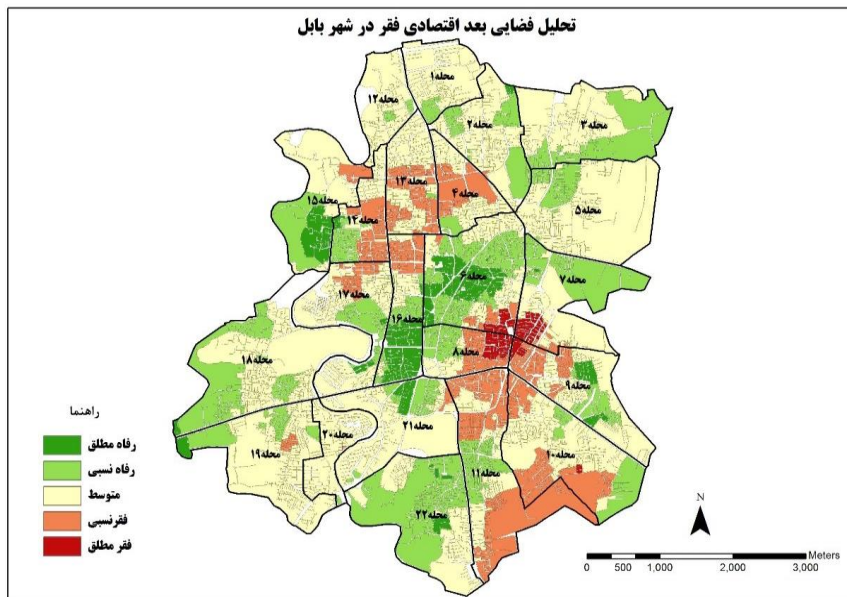 تحلیل فضایی بعد اقتصادی فقر در شهر بابل
محله۱
محله۱۲
محله۲
محله۳
محله۱۳
محله۴
محله۱۵
محله۱۴
محله۵
محله۶
محله۷
محله۱۷
محله۱۶
محله۸
محله۱۸
محله۹
محله۲۱
محله۲۰
محله۱۹
محله۱۰
محله۱۱
محله۲۲
راهنما
رفاه مطلق
رفاه نسبی
متوسط
فقرنسبی
فقر مطلق
N
Meters
0 500 1,000 2,000 3,000